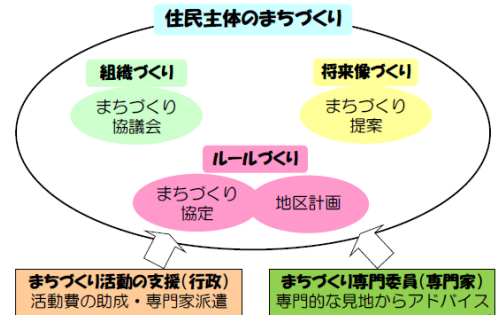 住民主体のまちづくり
組織づくり
将来像づくり
まちづくり
協議会
まちづくり
提案
ルールづくり
まちづくり
協定
地区計画
まちづくり活動の支援(行政)
活動費の助成・専門家派遣
まちづくり専門委員(専門家)
専門的な見地からアドバイス